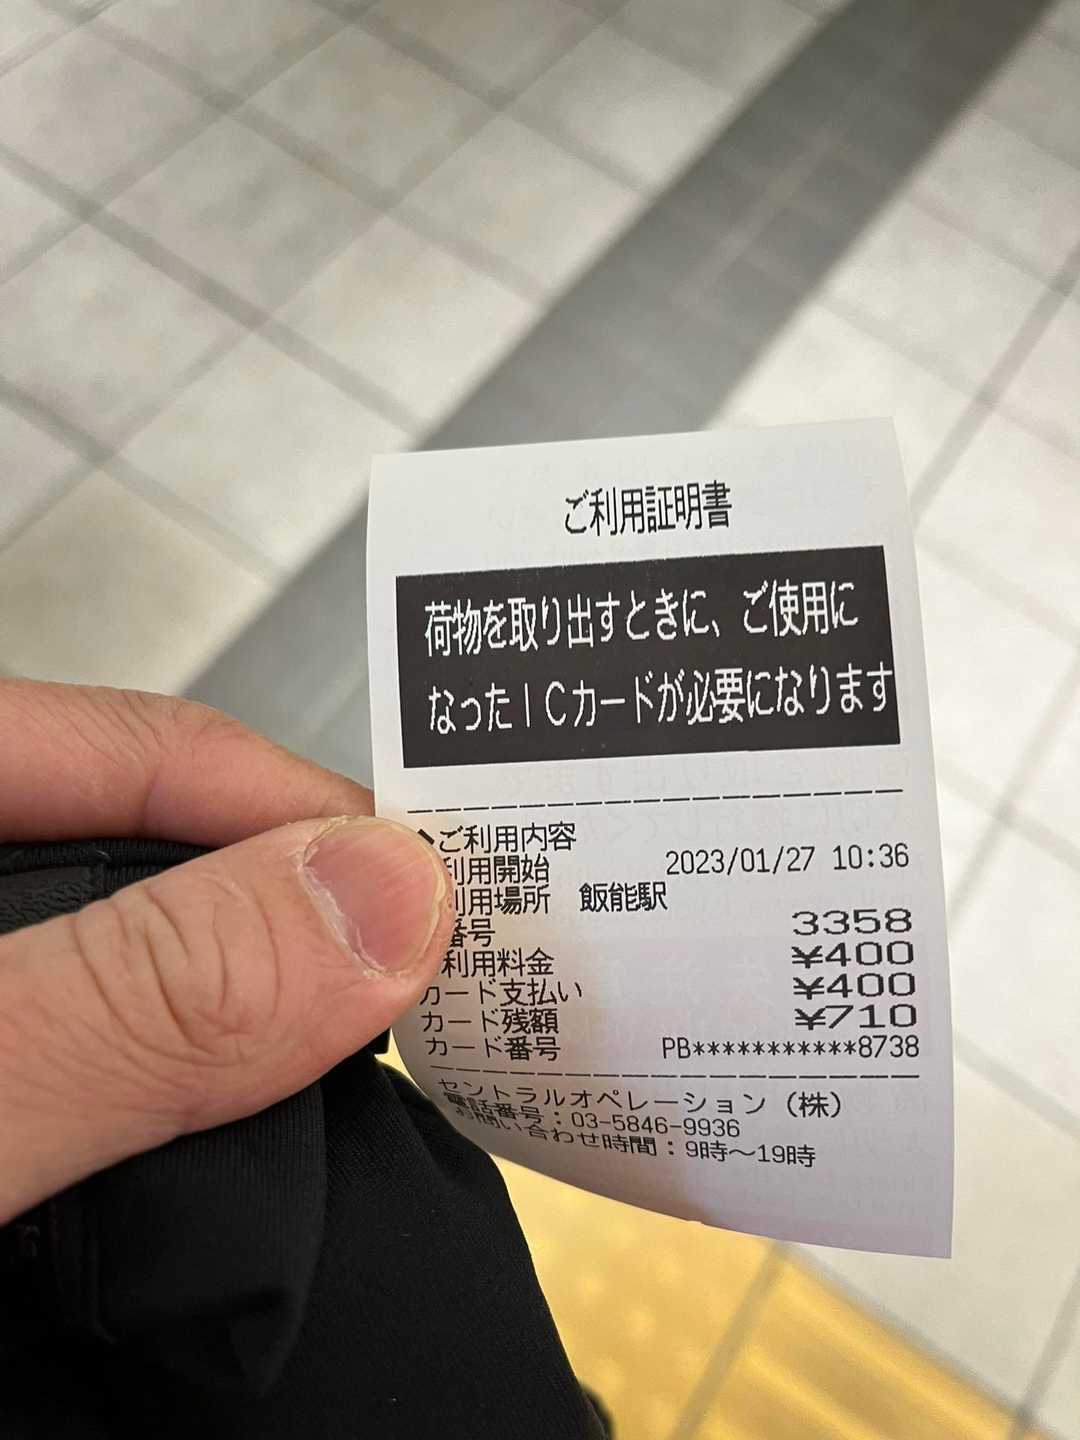 ご利用証明書
荷物を取り出すときに、ご使用に
なったICカードが必要になります
ご利用内容
利用開始 2023/01/27 10:36
利用場所 飯能駅
番号 3358
利用料金 ¥400
カード支払い ¥400
カード残額 ¥710
カード番号 PB***********8738
セントラルオペレーション(株)
電話番号:03-5846-9936
お問い合わせ時間:9時~19時